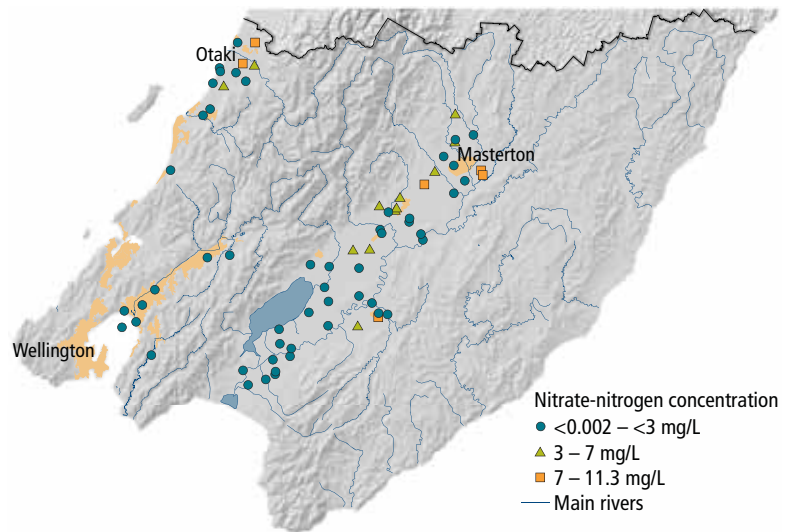 Otaki
Masterton
Wellington
Nitrate-nitrogen concentration
<0.002 – <3 mg/L
3 – 7 mg/L
7 – 11.3 mg/L
Main rivers